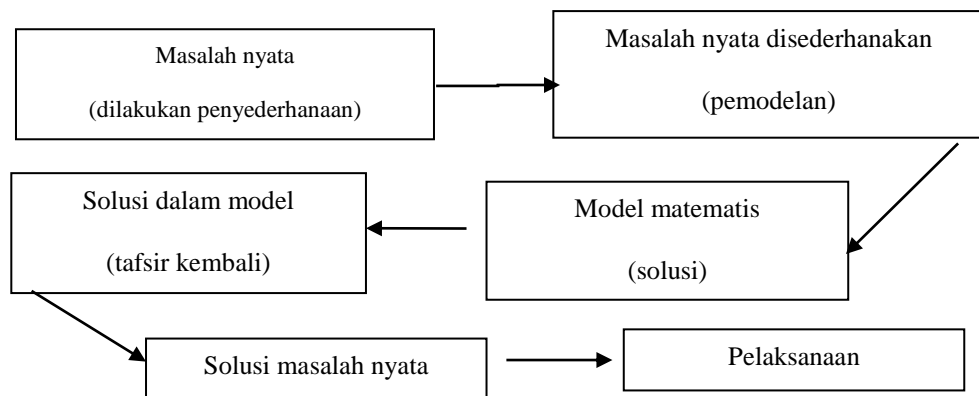 Masalah nyata
(dilakukan penyederhanaan)
Masalah nyata disederhanakan
(pemodelan)
Model matematis
(solusi)
Solusi dalam model
(tafsir kembali)
Solusi masalah nyata
Pelaksanaan